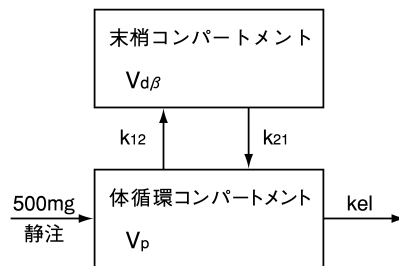 末梢コンパートメント
Vdβ
k12
k21
500mg
静注
体循環コンパートメント
Vp
kel